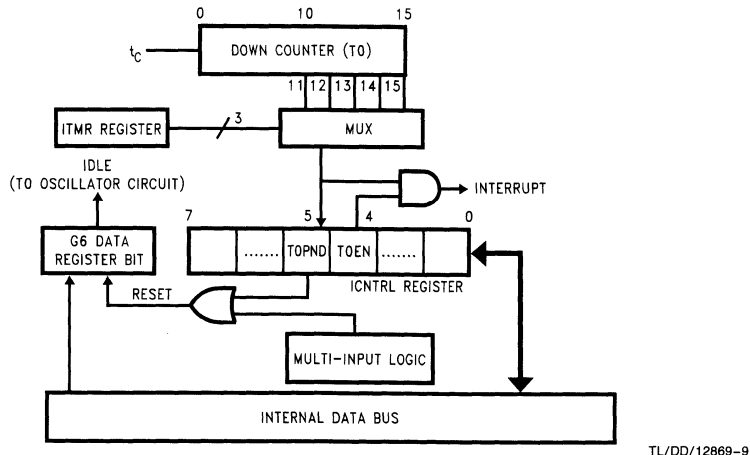 0 10 15
t_C
DOWN COUNTER (TO)
11 12 13 14 15
ITMR REGISTER
3
MUX
IDLE
(TO OSCILLATOR CIRCUIT)
INTERRUPT
7 5 4 0
G6 DATA
REGISTER BIT
....... TOPND TOEN .......
RESET
ICNTRL REGISTER
MULTI-INPUT LOGIC
INTERNAL DATA BUS
TL/DD/12869-9